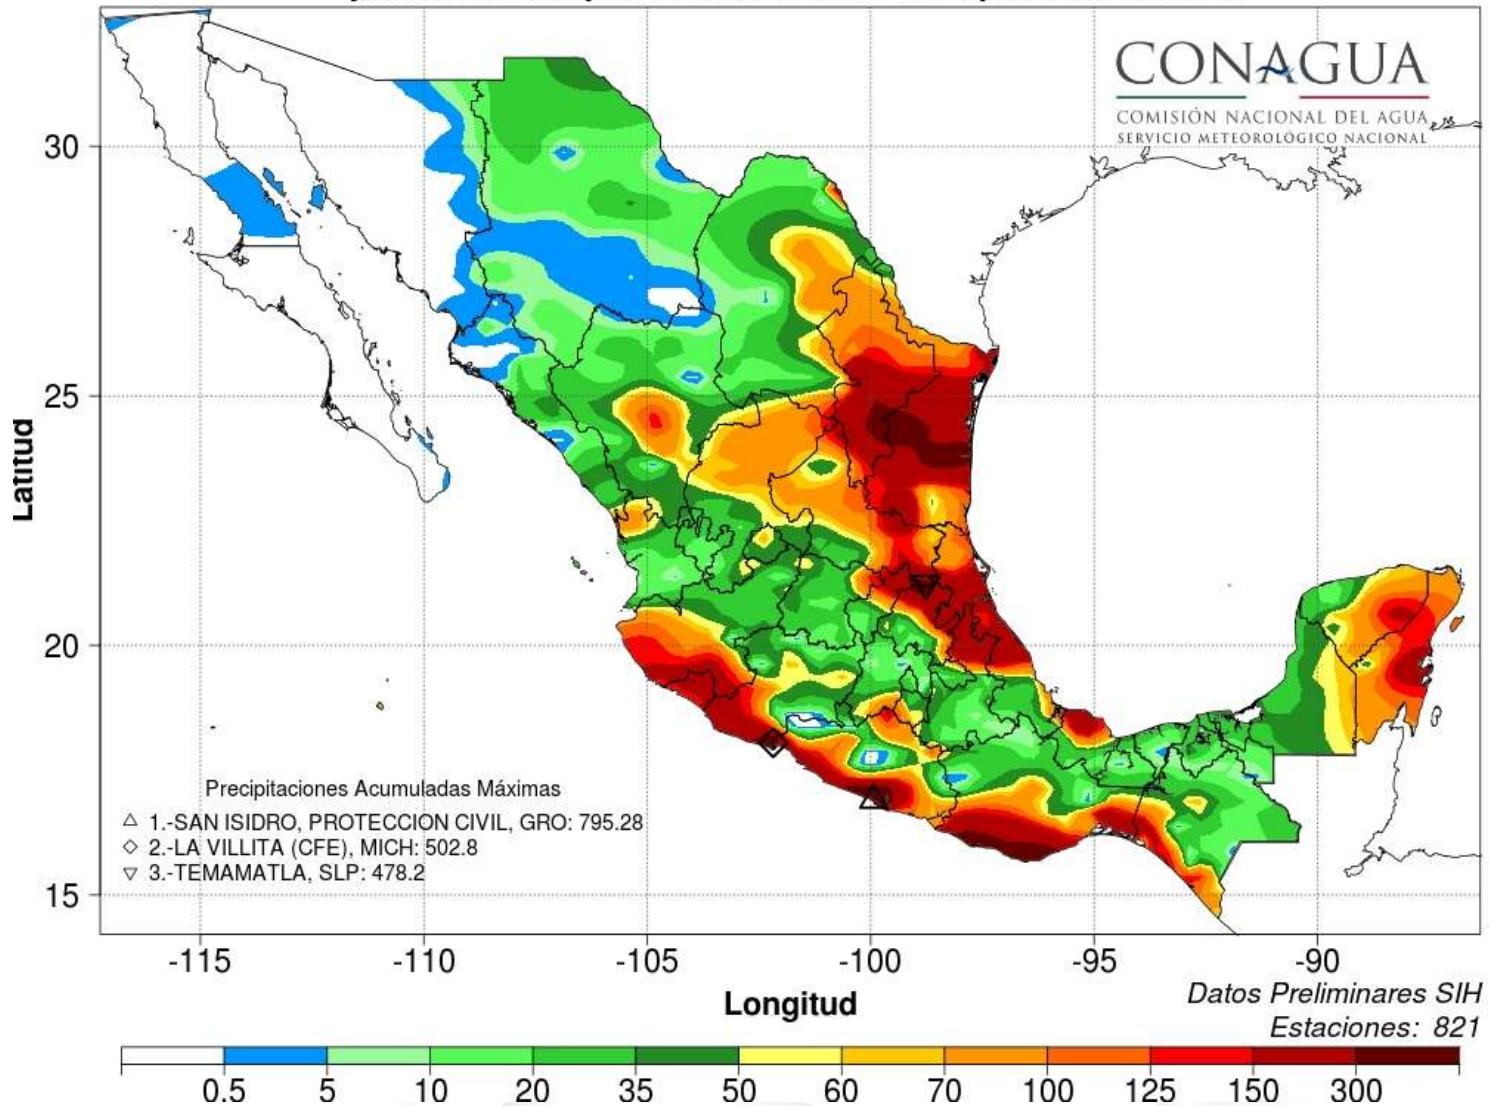 CONAGUA
COMISIÓN NACIONAL DEL AGUA
SERVICIO METEOROLÓGICO NACIONAL
30
25
20
15
Latitud
Precipitaciones Acumuladas Máximas
△ 1.-SAN ISIDRO, PROTECCION CIVIL, GRO: 795.28
◇ 2.-LA VILLITA (CFE), MICH: 502.8
▽ 3.-TEMAMATLA, SLP: 478.2
-115 -110 -105 -100 -95 -90
Longitud
Datos Preliminares SIH
Estaciones: 821
0.5 5 10 20 35 50 60 70 100 125 150 300